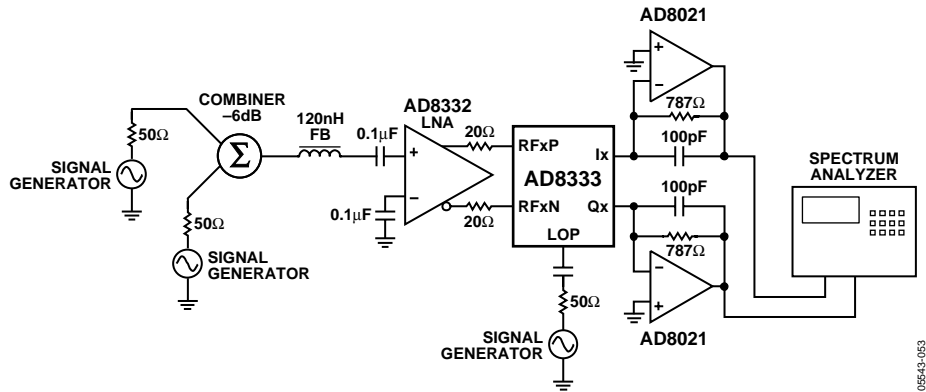 AD8021
+
–
787Ω
100pF
COMBINER
–6dB
50Ω
Σ
SIGNAL
GENERATOR
50Ω
SIGNAL
GENERATOR
120nH
FB
0.1μF
0.1μF
AD8332
LNA
+
–
20Ω
20Ω
RFxP
RFxN
AD8333
Ix
Qx
LOP
50Ω
SIGNAL
GENERATOR
100pF
787Ω
–
+
AD8021
SPECTRUM
ANALYZER
05543-053